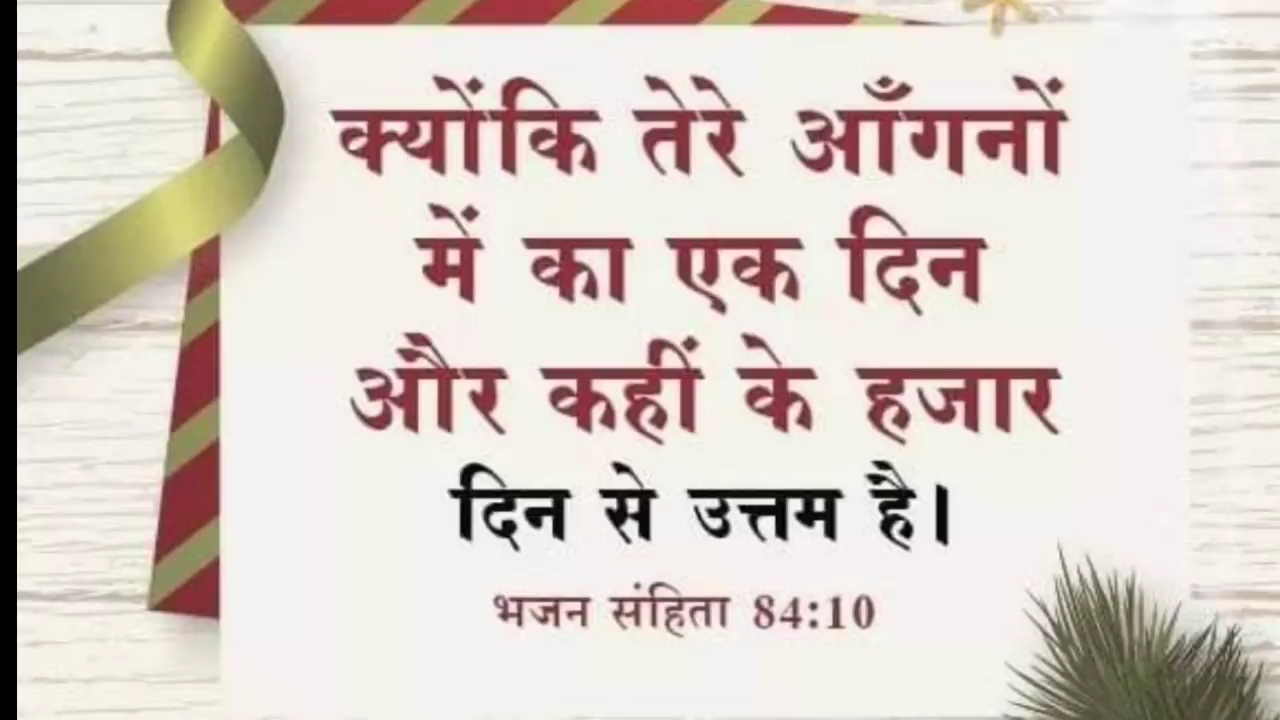 क्योंकि तेरे आँगनों
में का एक दिन
और कहीं के हजार
दिन से उत्तम है।
भजन संहिता 84:10